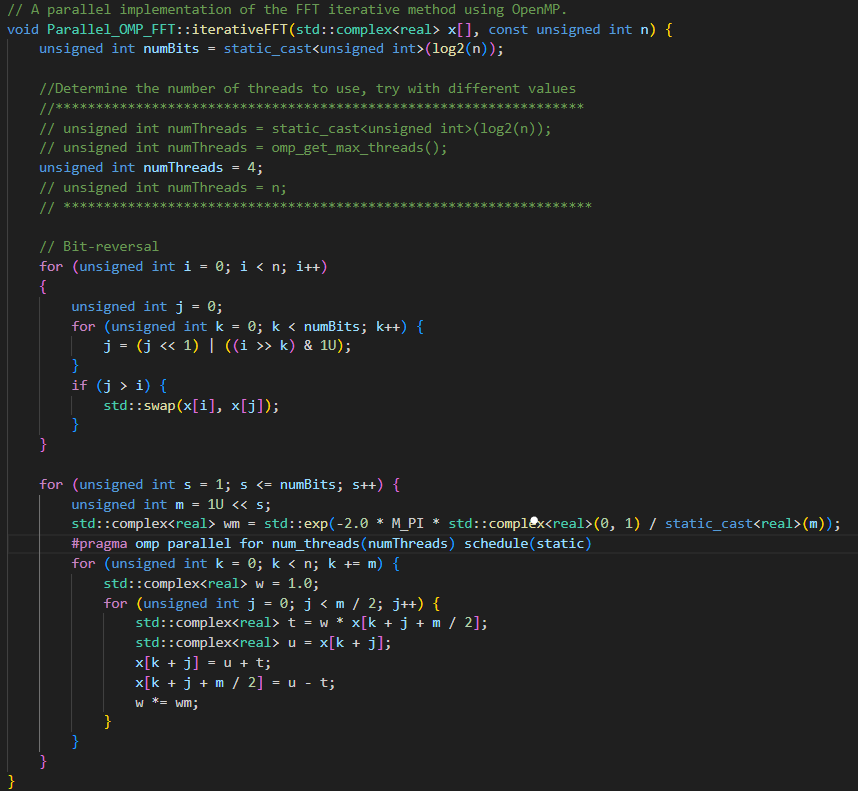 // A parallel implementation of the FFT iterative method using OpenMP.
void Parallel_OMP_FFT::iterativeFFT(std::complex<real> x[], const unsigned int n) {
    unsigned int numBits = static_cast<unsigned int>(log2(n));

    //Determine the number of threads to use, try with different values
    //******************************************************************
    // unsigned int numThreads = static_cast<unsigned int>(log2(n));
    // unsigned int numThreads = omp_get_max_threads();
    unsigned int numThreads = 4;
    // unsigned int numThreads = n;
    // ******************************************************************

    // Bit-reversal
    for (unsigned int i = 0; i < n; i++)
    {
        unsigned int j = 0;
        for (unsigned int k = 0; k < numBits; k++) {
            j = (j << 1) | ((i >> k) & 1U);
        }
        if (j > i) {
            std::swap(x[i], x[j]);
        }
    }

    for (unsigned int s = 1; s <= numBits; s++) {
        unsigned int m = 1U << s;
        std::complex<real> wm = std::exp(-2.0 * M_PI * std::complex<real>(0, 1) / static_cast<real>(m));
        #pragma omp parallel for num_threads(numThreads) schedule(static)
        for (unsigned int k = 0; k < n; k += m) {
            std::complex<real> w = 1.0;
            for (unsigned int j = 0; j < m / 2; j++) {
                std::complex<real> t = w * x[k + j + m / 2];
                std::complex<real> u = x[k + j];
                x[k + j] = u + t;
                x[k + j + m / 2] = u - t;
                w *= wm;
            }
        }
    }
}